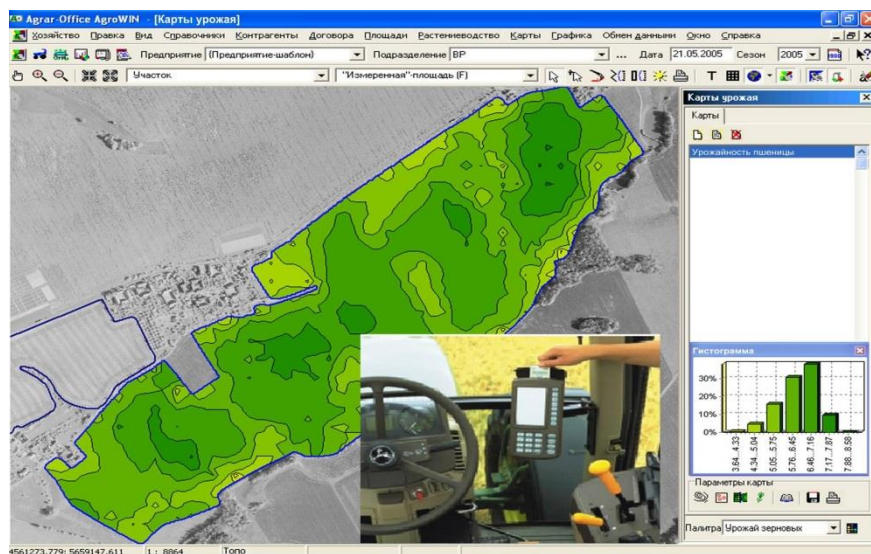 Agrar-Office AgroWIN - [Карты урожая]
Хозяйство Правка Вид Справочники Контрагенты Договора Площади Растениеводство Карты Графика Обмен данными Окно Справка
Предприятие (Предприятие-шаблон) Подразделение ВР ... Дата 21.05.2005 Сезон 2005
Участок "Измеренная"-площадь (F) T
Карты урожая
Карты
Урожайность пшеницы
Гистограмма
30%
20%
10%
0%
3.64...4.33
4.34...5.04
5.05...5.75
5.76...6.45
6.46...7.16
7.17...7.87
7.88...8.58
Параметры карты
Палитра Урожай зерновых
4561273.779; 5659147.611 1 : 8864 Топо